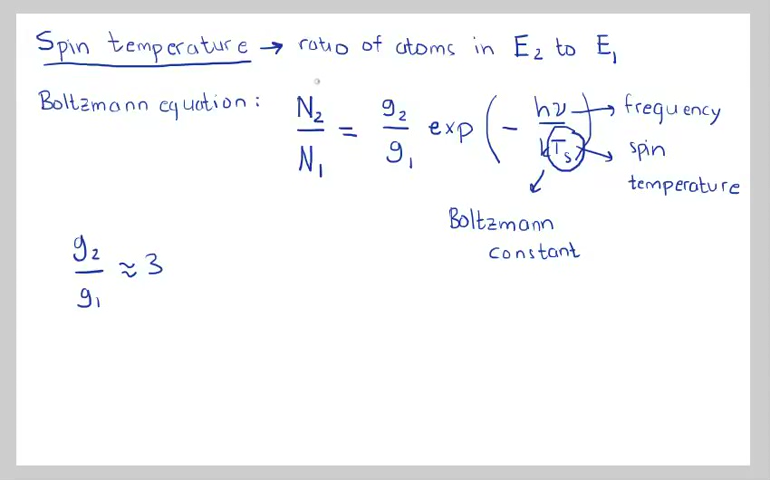 Spin temperature → ratio of atoms in E₂ to E₁
Boltzmann equation: N₂/N₁ = g₂/g₁ exp(- hν/kTₛ) → frequency
→ spin
temperature
Boltzmann
constant
g₂/g₁ ≈ 3